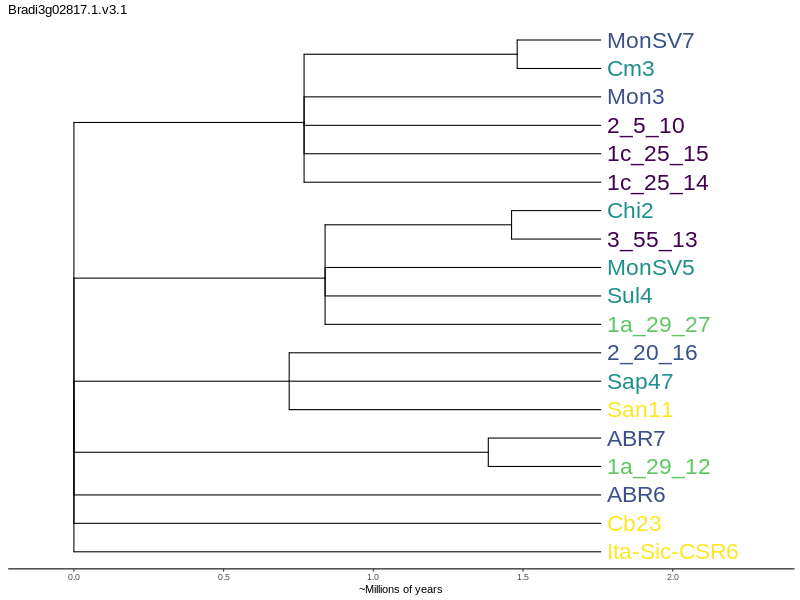 Bradi3g02817.1.v3.1
MonSV7
Cm3
Mon3
2_5_10
1c_25_15
1c_25_14
Chi2
3_55_13
MonSV5
Sul4
1a_29_27
2_20_16
Sap47
San11
ABR7
1a_29_12
ABR6
Cb23
Ita-Sic-CSR6
0.0 0.5 1.0 1.5 2.0
~Millions of years